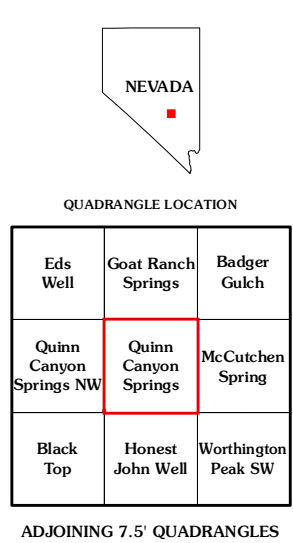 NEVADA
QUADRANGLE LOCATION
Eds
Well
Goat Ranch
Springs
Badger
Gulch
Quinn
Canyon
Springs NW
Quinn
Canyon
Springs
McCutchen
Spring
Black
Top
Honest
John Well
Worthington
Peak SW
ADJOINING 7.5' QUADRANGLES